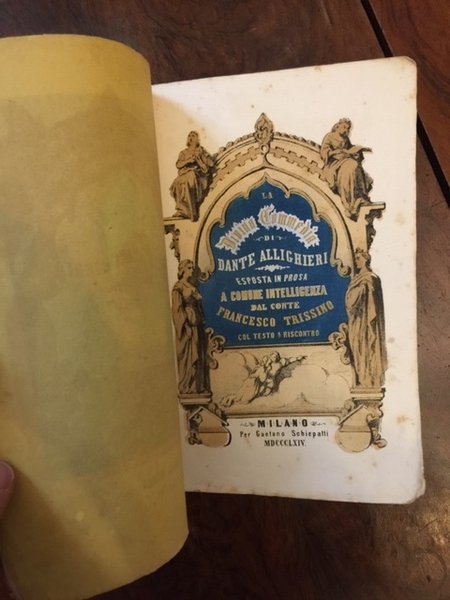 LA
Divina Commedia
DI
DANTE ALLIGHIERI
ESPOSTA IN PROSA
A COMUNE INTELLIGENZA
DAL CONTE
FRANCESCO TRISSINO
COL TESTO A RISCONTRO
MILANO
Per Gaetano Schiepatti
MDCCCLXIV.